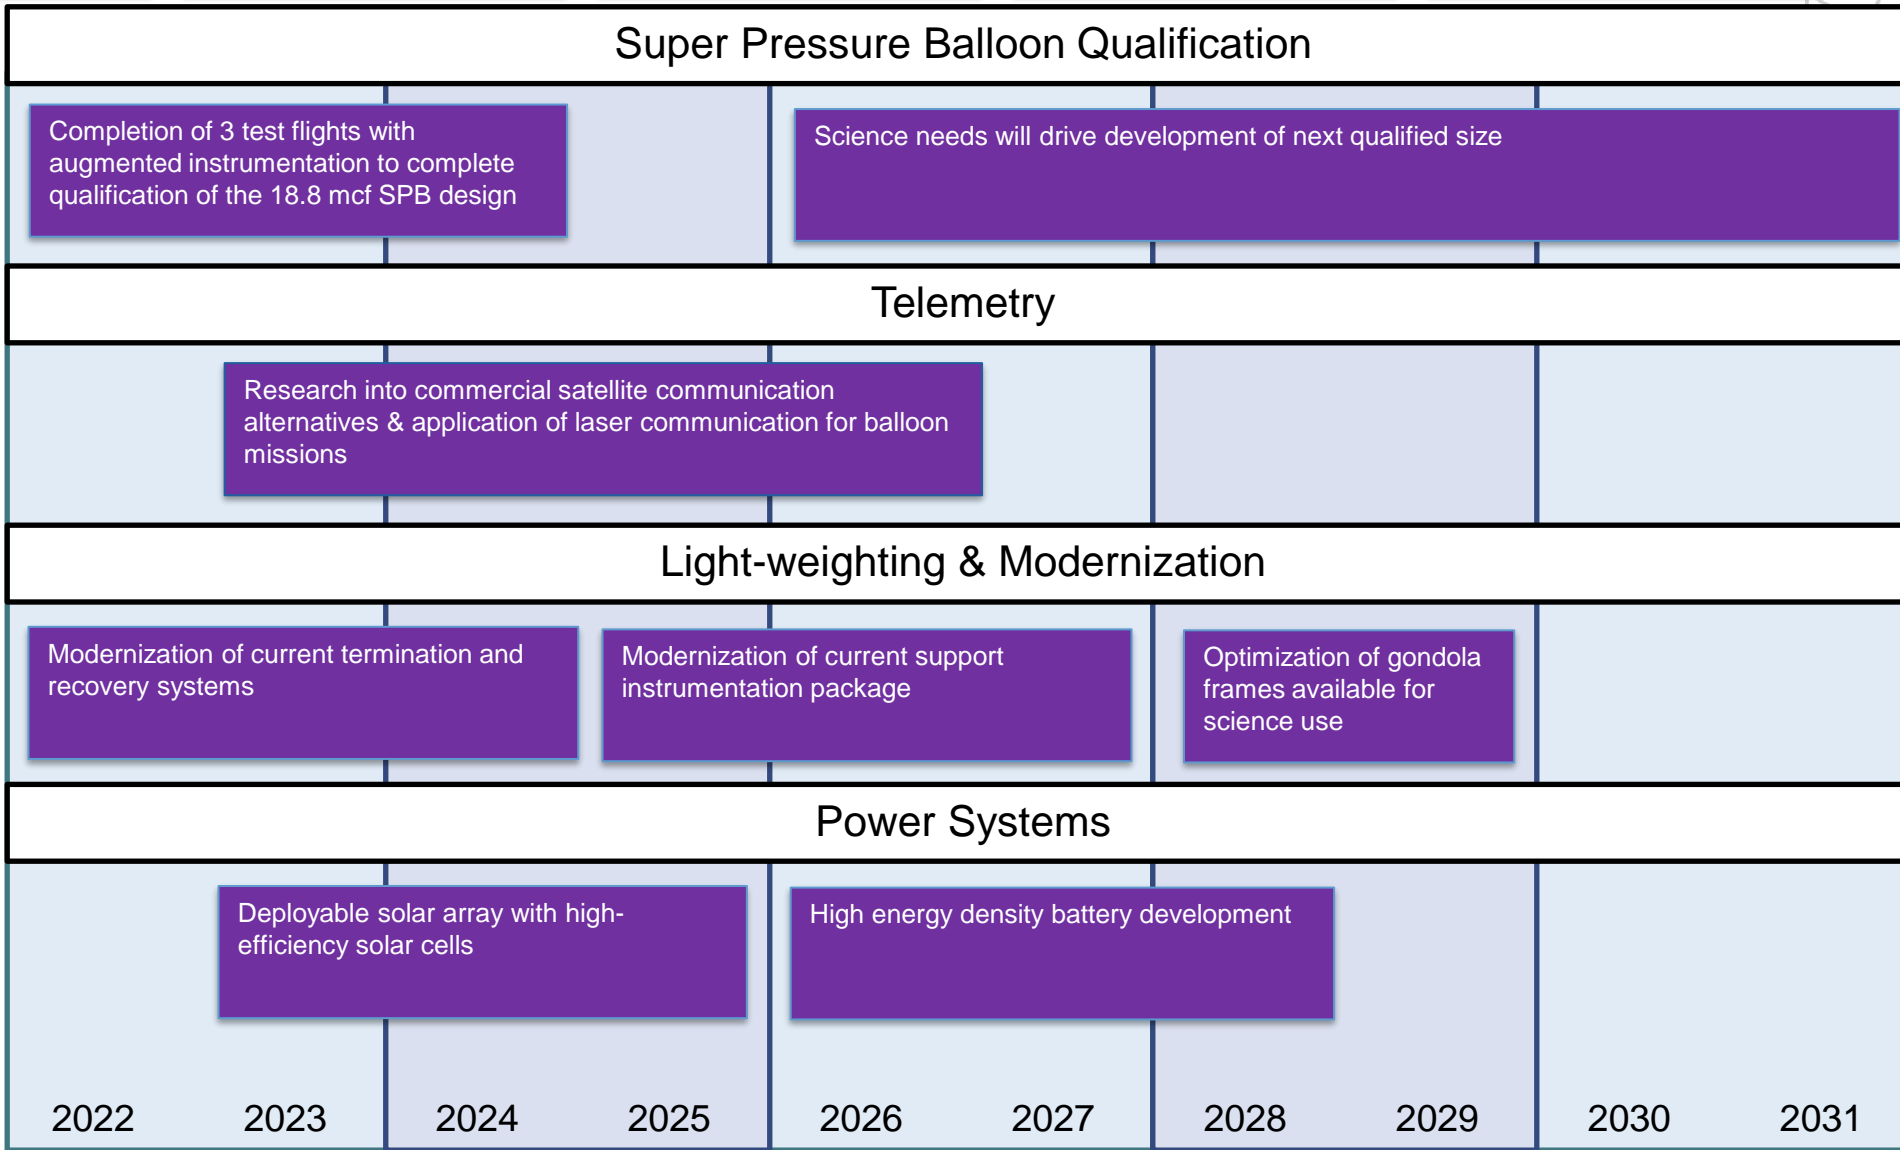 Super Pressure Balloon Qualification
Completion of 3 test flights with
augmented instrumentation to complete
qualification of the 18.8 mcf SPB design
Science needs will drive development of next qualified size
Telemetry
Research into commercial satellite communication
alternatives & application of laser communication for balloon
missions
Light-weighting & Modernization
Modernization of current termination and
recovery systems
Modernization of current support
instrumentation package
Optimization of gondola
frames available for
science use
Power Systems
Deployable solar array with high-
efficiency solar cells
High energy density battery development
2022 2023 2024 2025 2026 2027 2028 2029 2030 2031